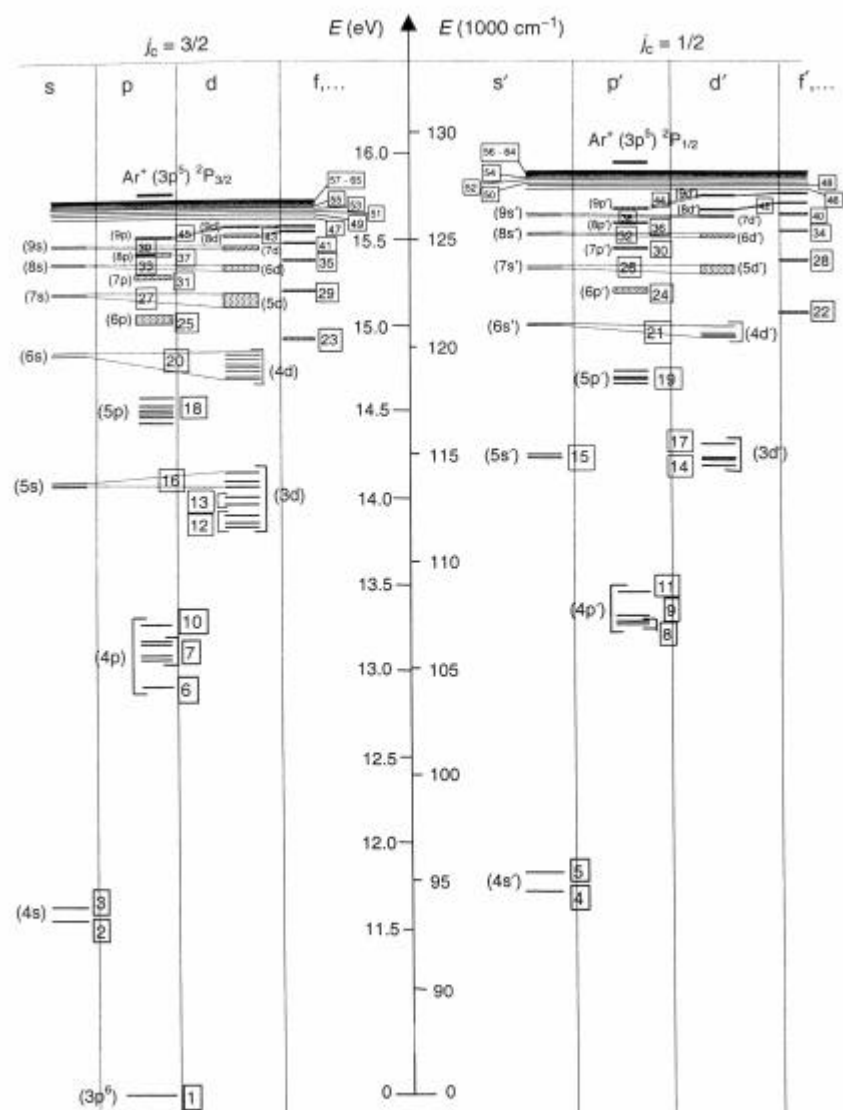 E (eV) E (1000 cm⁻¹)
j_c = 3/2 j_c = 1/2
s p d f,... s′ p′ d′ f′,...
130
Ar⁺ (3p⁵) ²P₁/₂
56 - 64
16.0
54
Ar⁺ (3p⁵) ²P₃/₂
57 - 65
55
53
51
52
50
48
46
(9p′) 44 (9d′)
(9s′) (8d′) 40
(8p′) 36 (7d′)
(9p) 45 (9d) 49
43 (8d) 47
15.5 125
(9s) 39 (7d) 41
(8s′) 32 (6d′) 34
(8p) 37
(7p′) 30
(8s) 33 (6d) 35
(7s′) 26 (5d′) 28
(7p) 31
(7s) 27 (5d) 29
(6p′) 24
(6p) 25
15.0
(6s′) 21 (4d′) 22
23
120
(6s) 20 (4d)
(5p′) 19
(5p) 18
14.5
17
115
(5s′) 15 14 (3d′)
(5s) 16
13 (3d)
14.0
12
110
13.5
11
(4p′) 9
8
10
(4p) 7
13.0 105
6
12.5
100
12.0
5
95
(4s′) 4
3
(4s)
2
11.5
90
(3p⁶) 1 0 0